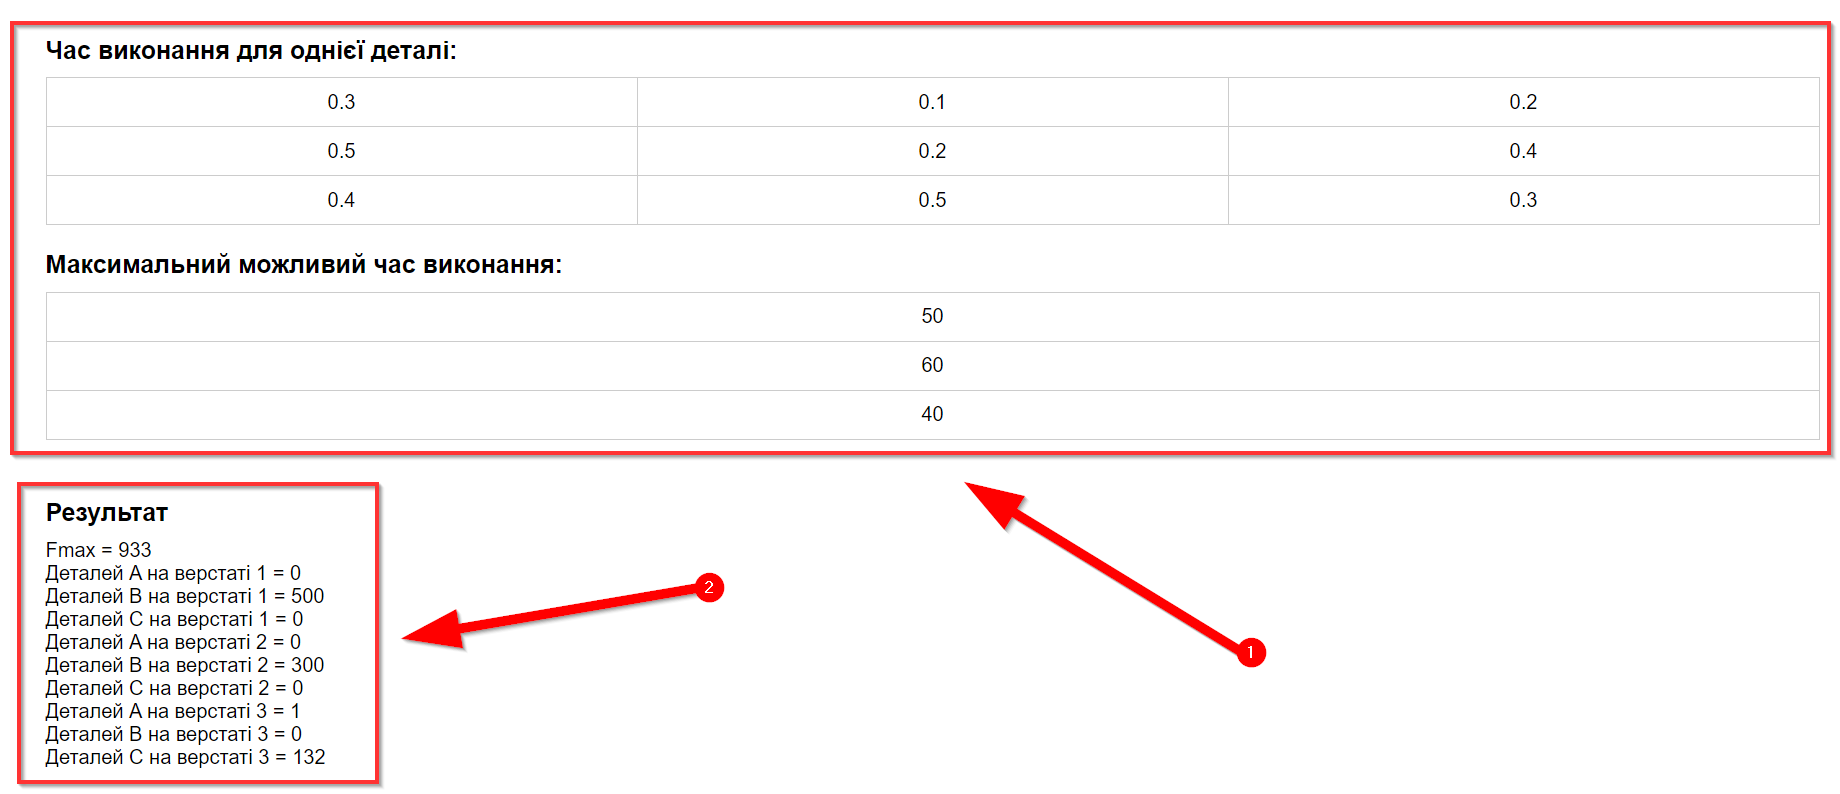 Час виконання для однієї деталі:
0.3 0.1 0.2
0.5 0.2 0.4
0.4 0.5 0.3
Максимальний можливий час виконання:
50
60
40
Результат
Fmax = 933
Деталей A на верстаті 1 = 0
Деталей B на верстаті 1 = 500
Деталей C на верстаті 1 = 0
Деталей A на верстаті 2 = 0
Деталей B на верстаті 2 = 300
Деталей C на верстаті 2 = 0
Деталей A на верстаті 3 = 1
Деталей B на верстаті 3 = 0
Деталей C на верстаті 3 = 132
2
1